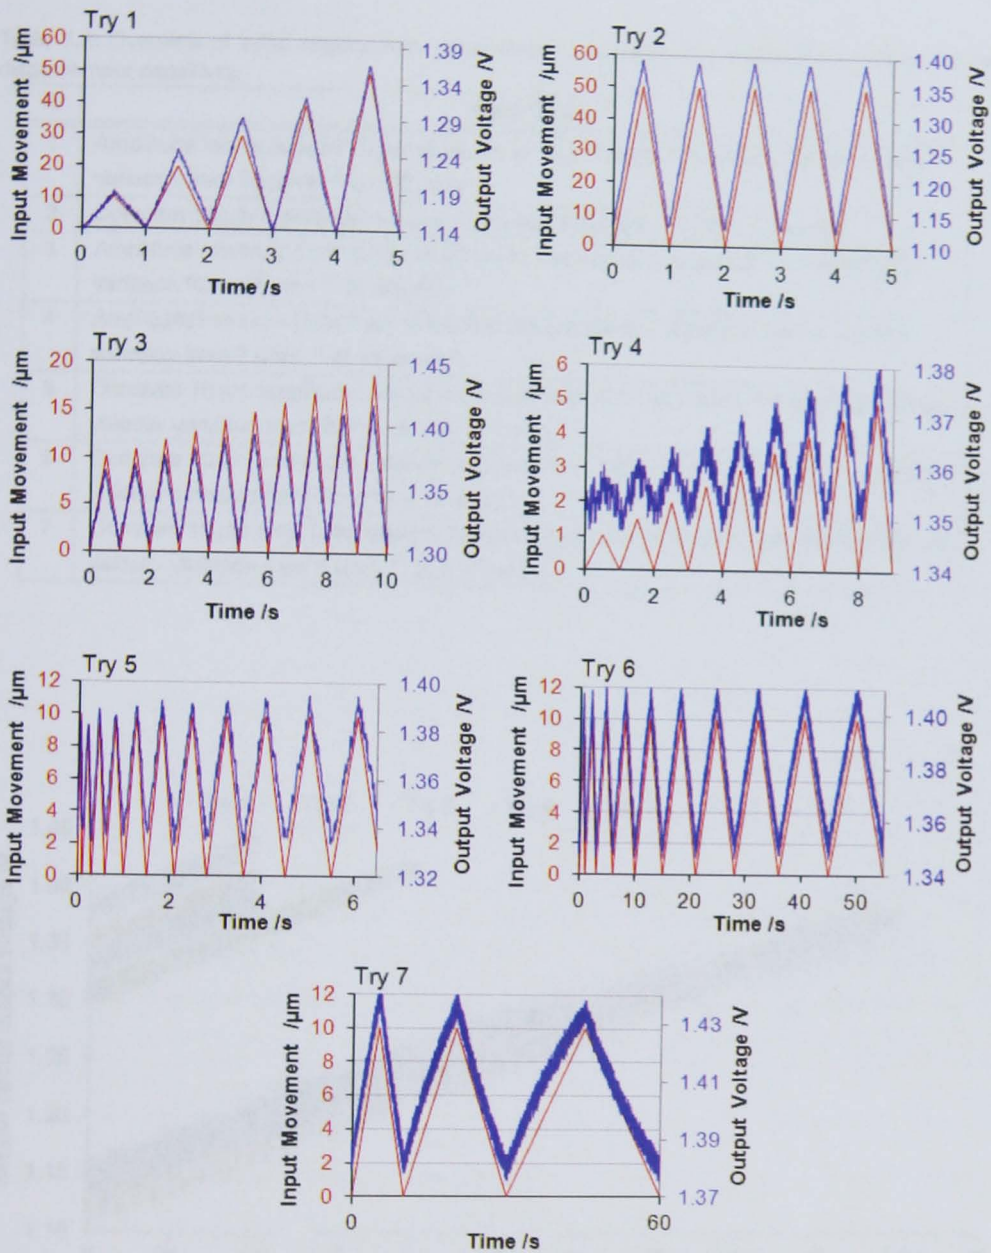 Try 1
60
50
40
30
20
10
0
Input Movement /µm
1.39
1.34
1.29
1.24
1.19
1.14
Output Voltage /V
0 1 2 3 4 5
Time /s
Try 2
60
50
40
30
20
10
0
Input Movement /µm
1.40
1.35
1.30
1.25
1.20
1.15
1.10
Output Voltage /V
0 1 2 3 4 5
Time /s
Try 3
20
15
10
5
0
Input Movement /µm
1.45
1.40
1.35
1.30
Output Voltage /V
0 2 4 6 8 10
Time /s
Try 4
6
5
4
3
2
1
0
Input Movement /µm
1.38
1.37
1.36
1.35
1.34
Output Voltage /V
0 2 4 6 8
Time /s
Try 5
12
10
8
6
4
2
0
Input Movement /µm
1.40
1.38
1.36
1.34
1.32
Output Voltage /V
0 2 4 6
Time /s
Try 6
12
10
8
6
4
2
0
Input Movement /µm
1.40
1.38
1.36
1.34
Output Voltage /V
0 10 20 30 40 50
Time /s
Try 7
12
10
8
6
4
2
0
Input Movement /µm
1.43
1.41
1.39
1.37
Output Voltage /V
0 60
Time /s